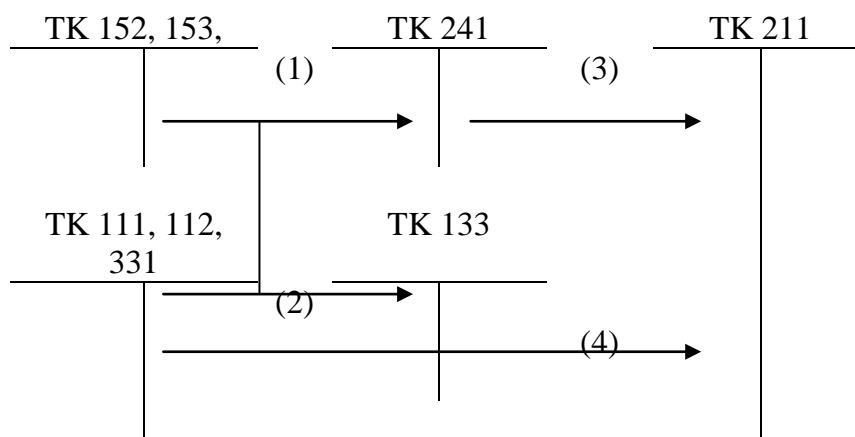 TK 152, 153,
TK 241
TK 211
(1)
(3)
TK 111, 112,
331
TK 133
(2)
(4)